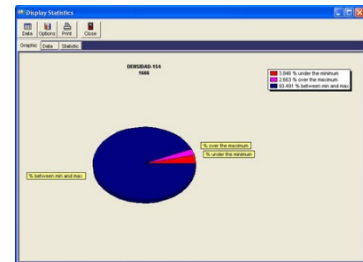 Display Statistics
Data Options Print Close
Graphic Data Statistic
DENSIDAD-154
1666
3.846 % under the minimum
2.663 % over the maximum
93.491 % between min and max
% over the maximum
% under the minimum
% between min and max